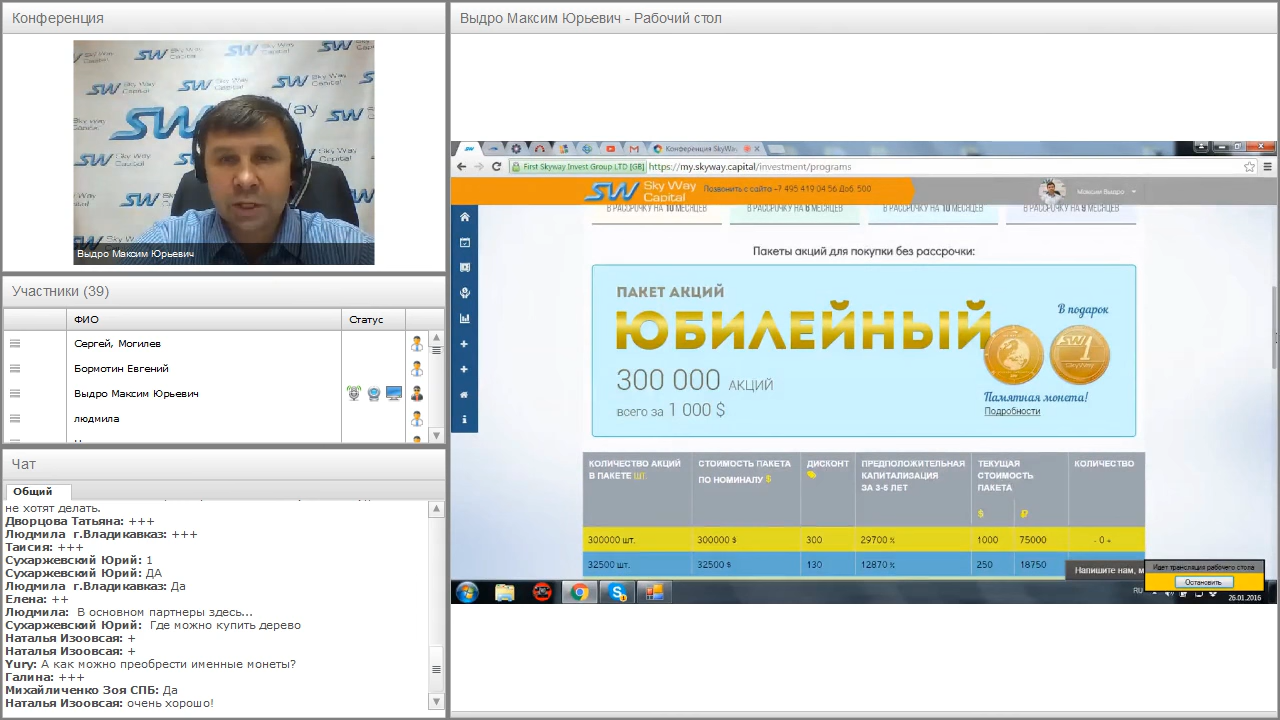 Конференция
Выдро Максим Юрьевич
Участники (39)
ФИО
Статус
Сергей, Могилев
Бормотин Евгений
Выдро Максим Юрьевич
людмила
Чат
Общий
не хотят делать.
Дворцова Татьяна: +++
Людмила г.Владикавказ: +++
Таисия: +++
Сухаржевский Юрий: 1
Сухаржевский Юрий: ДА
Людмила г.Владикавказ: Да
Елена: ++
Людмила: В основном партнеры здесь...
Сухаржевский Юрий: Где можно купить дерево
Наталья Изоовсая: +
Наталья Изоовсая: +
Yury: А как можно преобрести именные монеты?
Галина: +++
Михайличенко Зоя СПБ: Да
Наталья Изоовсая: очень хорошо!
Выдро Максим Юрьевич - Рабочий стол
Конференция SkyWay
First Skyway Invest Group LTD [GB] https://my.skyway.capital/investment/programs
SW Sky Way Capital
Позвонить с сайта +7 495 419 04 56 Доб. 500
Максим Выдро
В РАССРОЧКУ НА 10 МЕСЯЦЕВ
В РАССРОЧКУ НА 8 МЕСЯЦЕВ
В РАССРОЧКУ НА 10 МЕСЯЦЕВ
В РАССРОЧКУ НА 9 МЕСЯЦЕВ
Пакеты акций для покупки без рассрочки:
ПАКЕТ АКЦИЙ
ЮБИЛЕЙНЫЙ
300 000 АКЦИЙ
всего за 1 000 $
В подарок
SW 1
SkyWay
Памятная монета!
Подробности
КОЛИЧЕСТВО АКЦИЙ В ПАКЕТЕ ШТ.
СТОИМОСТЬ ПАКЕТА ПО НОМИНАЛУ $
ДИСКОНТ
ПРЕДПОЛОЖИТЕЛЬНАЯ КАПИТАЛИЗАЦИЯ ЗА 3-5 ЛЕТ
ТЕКУЩАЯ СТОИМОСТЬ ПАКЕТА
$ ₽
КОЛИЧЕСТВО
300000 шт. 300000 $ 300 29700 % 1000 75000 - 0 +
32500 шт. 32500 $ 130 12870 % 250 18750
Напишите нам, м
Идет трансляция рабочего стола
Остановить
RU
26.01.2016